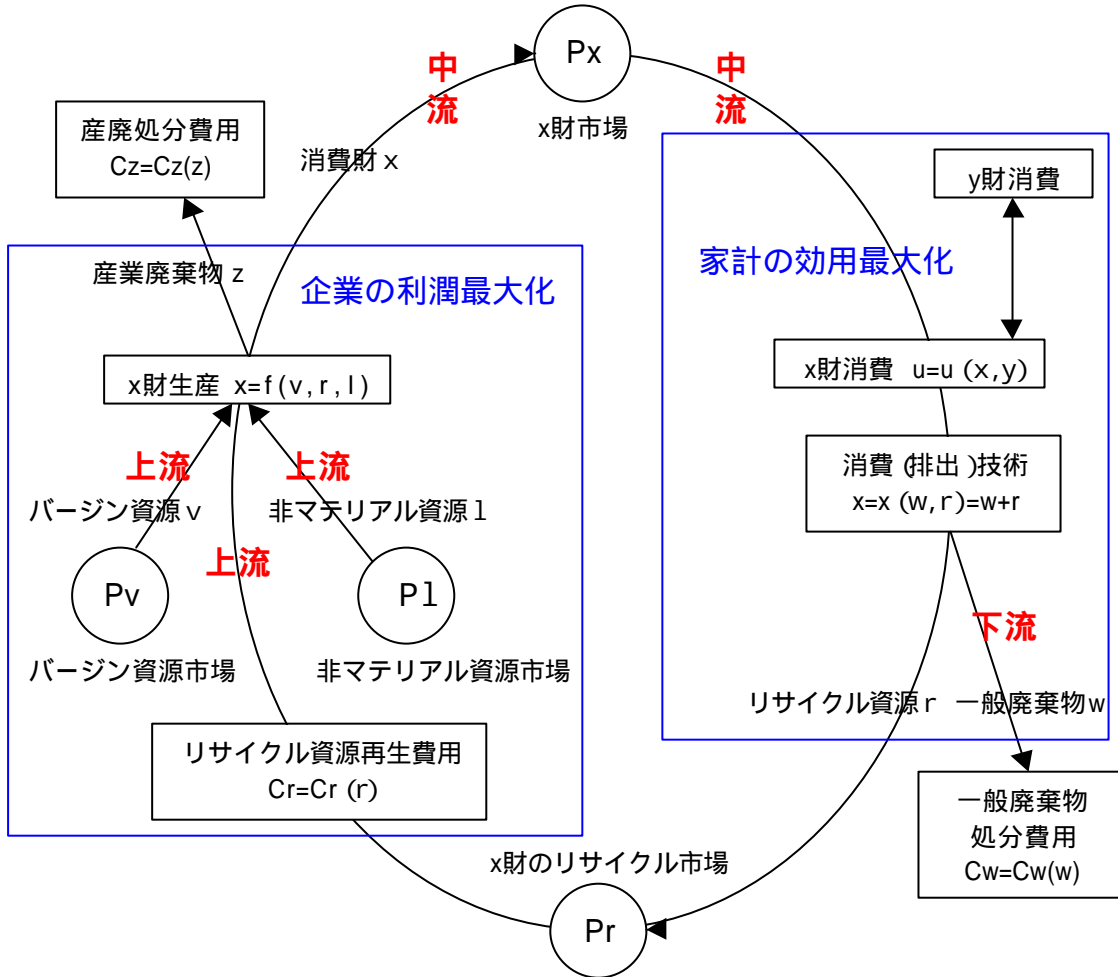 Px
x財市場
中
流
中
流
産廃処分費用
Cz=Cz(z)
消費財x
産業廃棄物z
企業の利潤最大化
x財生産 x=f(v,r,l)
上流
上流
バージン資源v
非マテリアル資源l
上流
Pv
Pl
バージン資源市場
非マテリアル資源市場
リサイクル資源再生費用
Cr=Cr(r)
y財消費
家計の効用最大化
x財消費 u=u(x,y)
消費(排出)技術
x=x(w,r)=w+r
下流
リサイクル資源r
一般廃棄物w
一般廃棄物
処分費用
Cw=Cw(w)
x財のリサイクル市場
Pr